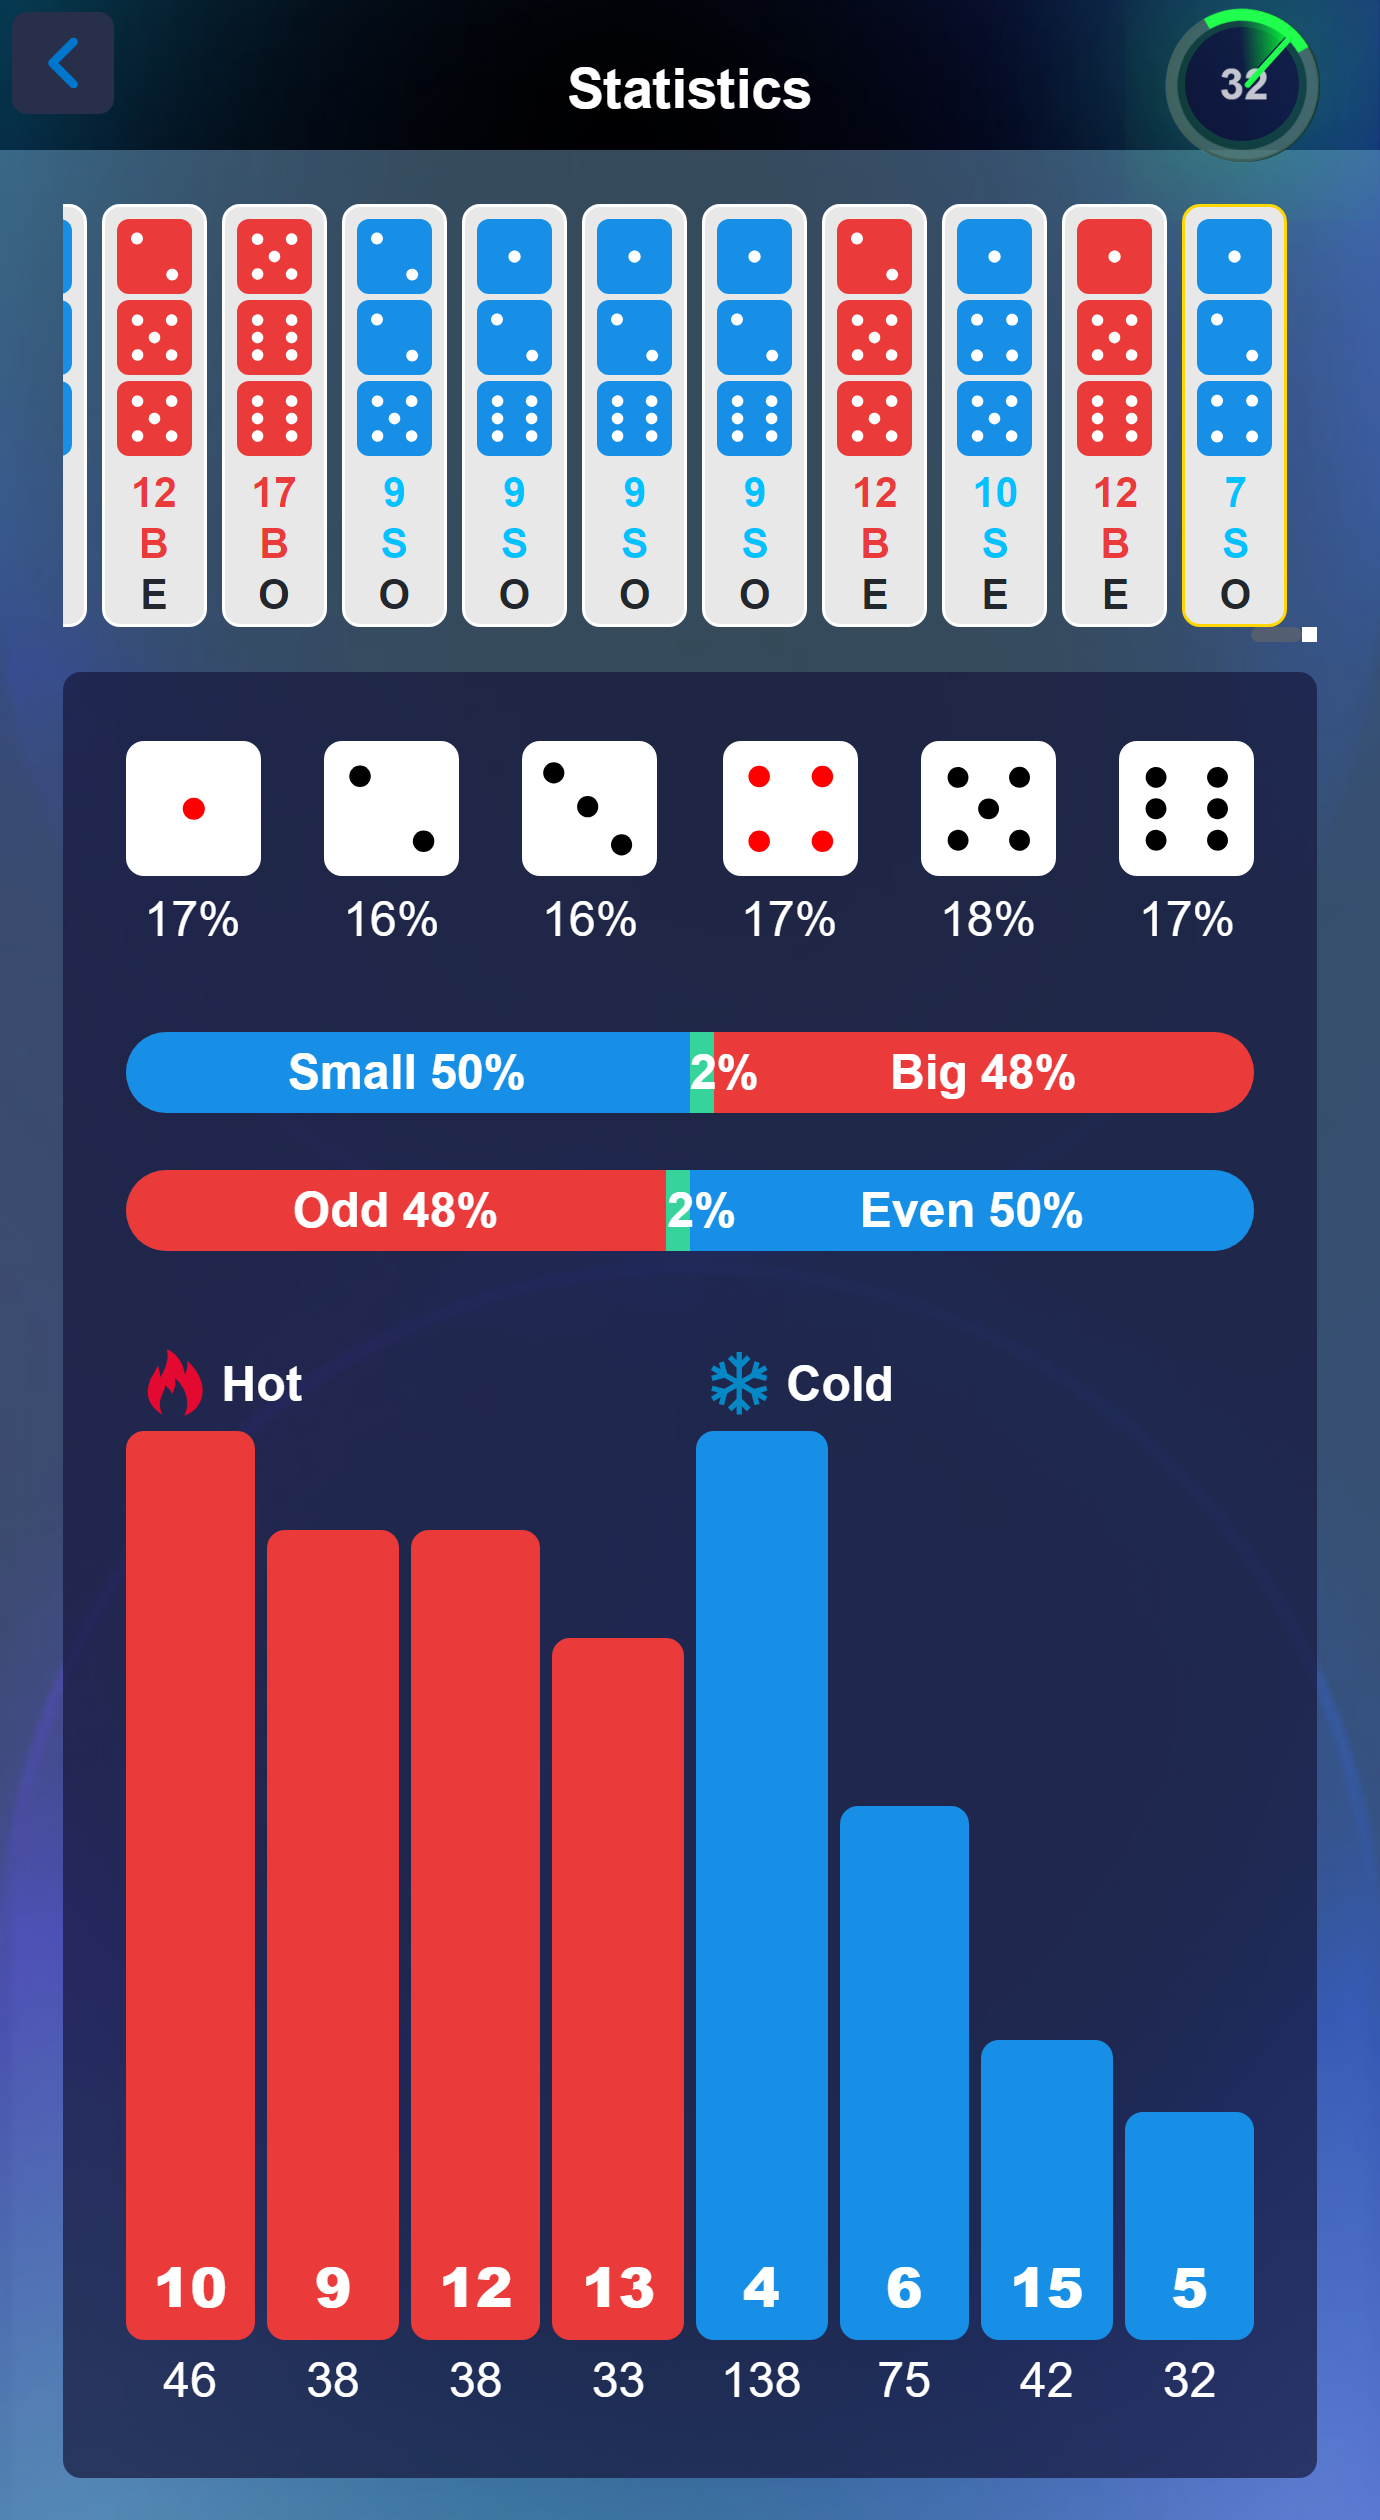 Statistics
32
12 17 9 9 9 9 12 10 12 7
B B S S S S B S B S
E O O O O O E E E O
17% 16% 16% 17% 18% 17%
Small 50% 2% Big 48%
Odd 48% 2% Even 50%
Hot Cold
10 9 12 13 4 6 15 5
46 38 38 33 138 75 42 32